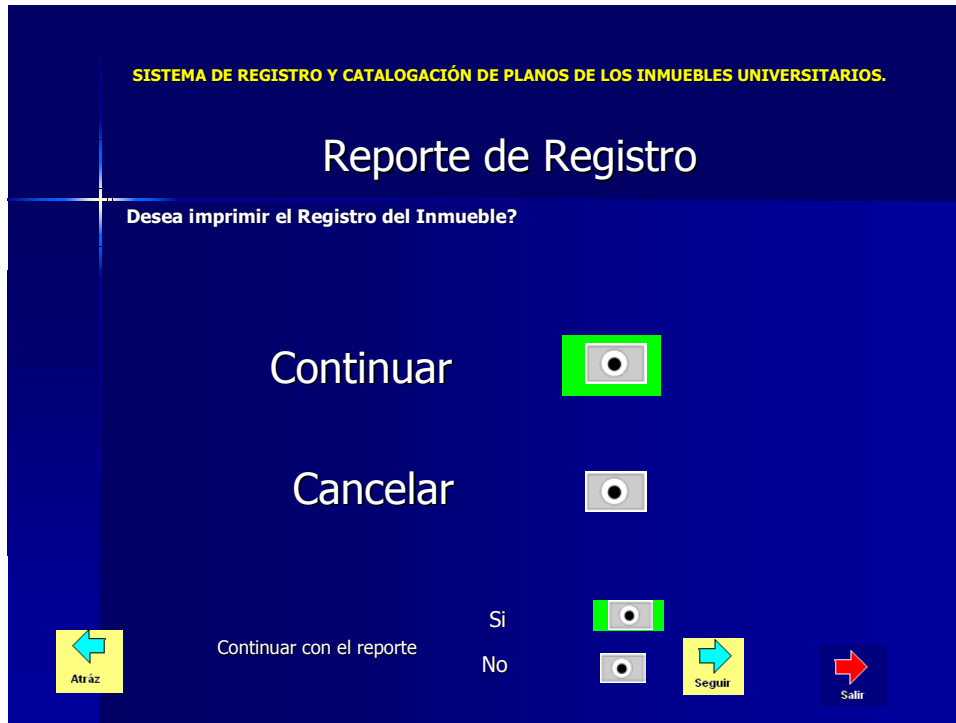 SISTEMA DE REGISTRO Y CATALOGACIÓN DE PLANOS DE LOS INMUEBLES UNIVERSITARIOS.
Reporte de Registro
Desea imprimir el Registro del Inmueble?
Continuar
Cancelar
Si
Continuar con el reporte
No
Atráz
Seguir
Salir